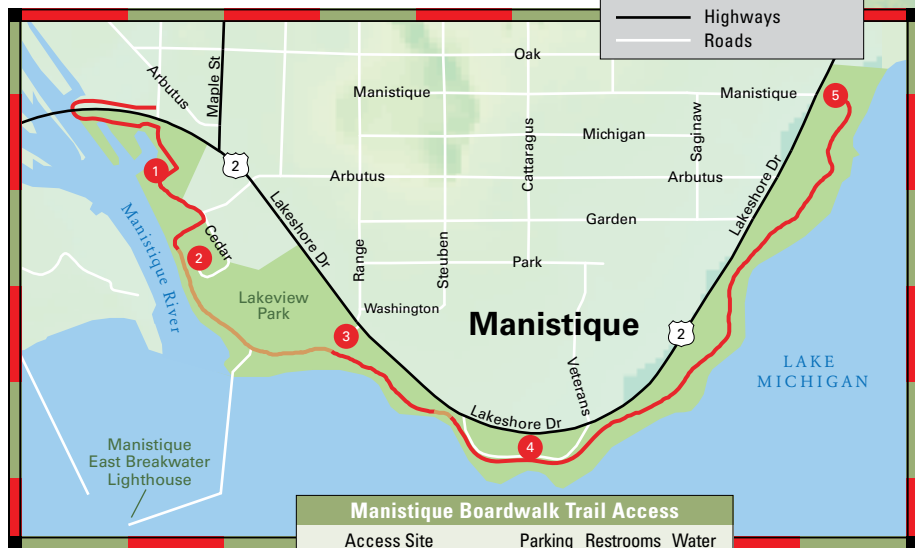 Highways
Roads
Oak
Arbutus
Maple St
Manistique
Manistique
5
Michigan
Saginaw
Cattaragus
1
2
Arbutus
Arbutus
Lakeshore Dr
Lakeshore Dr
Manistique River
Cedar
Garden
2
Range
Steuben
Park
Lakeview
Park
Washington
3
Manistique
2
LAKE
MICHIGAN
Veterans
Lakeshore Dr
4
Manistique
East Breakwater
Lighthouse
Manistique Boardwalk Trail Access
Access Site Parking Restrooms Water